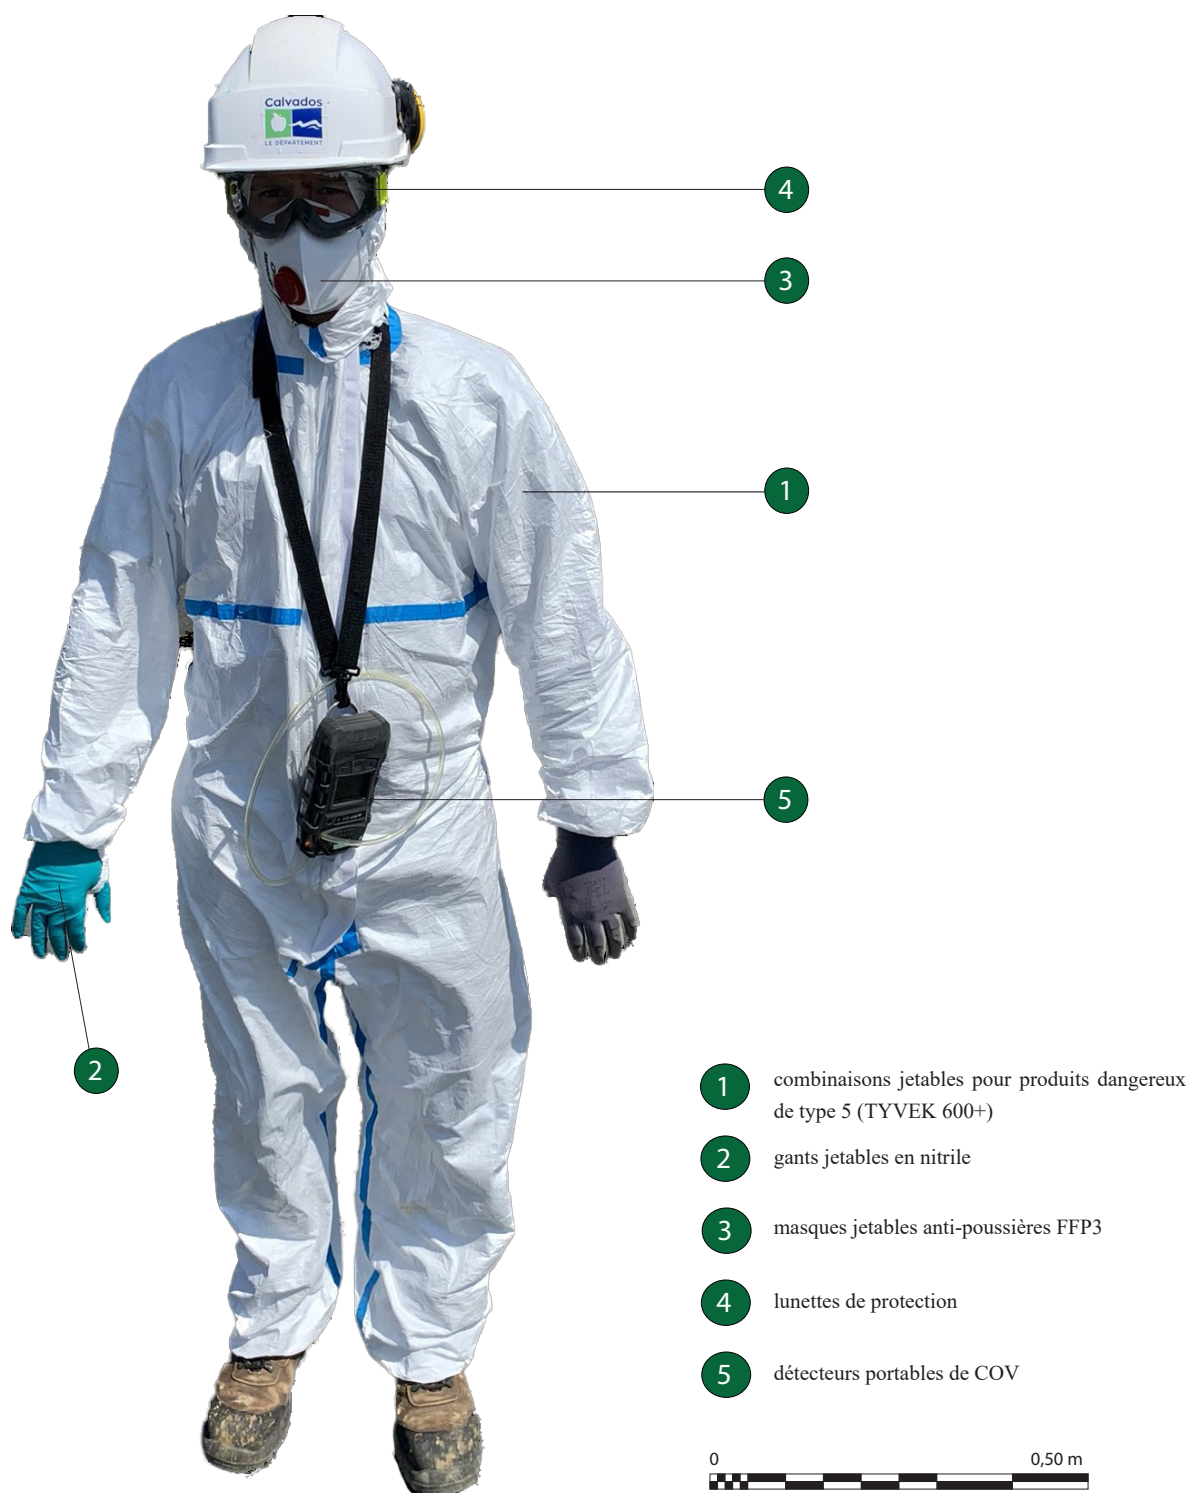 Calvados
LE DÉPARTEMENT
4
3
1
5
2
1 combinaisons jetables pour produits dangereux
de type 5 (TYVEK 600+)
2 gants jetables en nitrile
3 masques jetables anti-poussières FFP3
4 lunettes de protection
5 détecteurs portables de COV
0 0,50 m